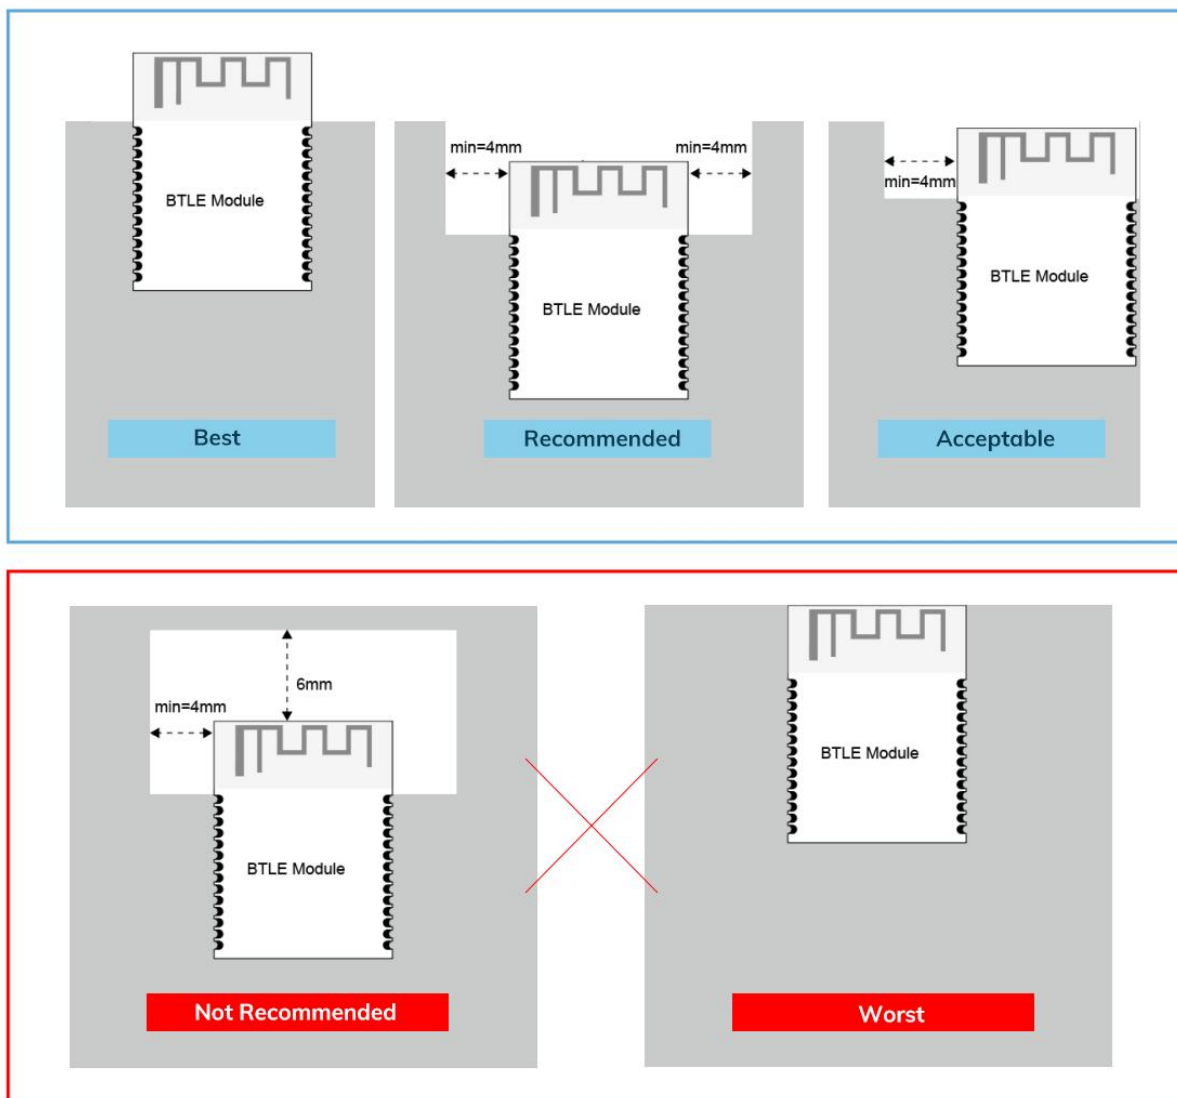 min=4mm
min=4mm
min=4mm
BTLE Module
BTLE Module
BTLE Module
Best
Recommended
Acceptable
6mm
min=4mm
BTLE Module
BTLE Module
Not Recommended
Worst